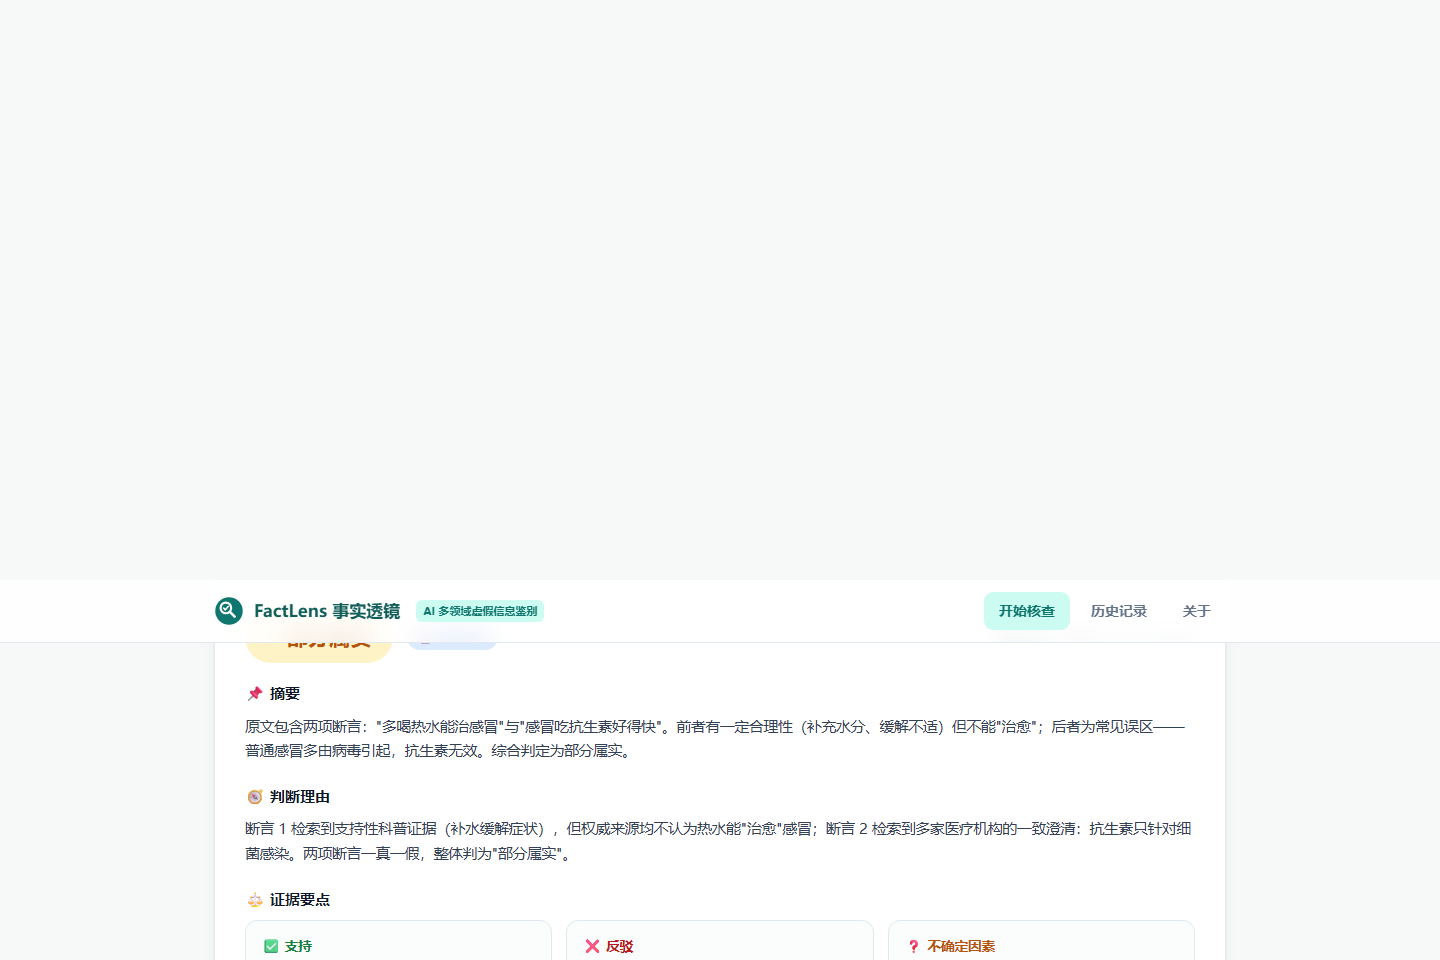 FactLens 事实透镜
AI 多领域虚假信息鉴别
开始核查
历史记录
关于
部分属实
摘要
原文包含两项断言："多喝热水能治感冒"与"感冒吃抗生素好得快"。前者有一定合理性（补充水分、缓解不适）但不能"治愈"；后者为常见误区——
普通感冒多由病毒引起，抗生素无效。综合判定为部分属实。
判断理由
断言 1 检索到支持性科普证据（补水缓解症状），但权威来源均不认为热水能"治愈"感冒；断言 2 检索到多家医疗机构的一致澄清：抗生素只针对细
菌感染。两项断言一真一假，整体判为"部分属实"。
证据要点
支持
反驳
不确定因素